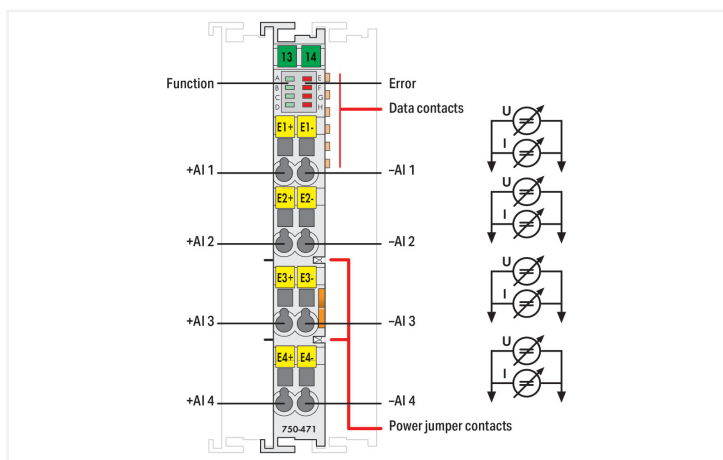 13 14
Function
Error
A
E
B
F
C
G
D
H
Data contacts
E1+ E1-
+AI 1
–AI 1
E2+ E2-
+AI 2
–AI 2
E3+ E3-
+AI 3
–AI 3
E4+ E4-
+AI 4
–AI 4
Power jumper contacts
750-471
U
I
U
I
U
I
U
I